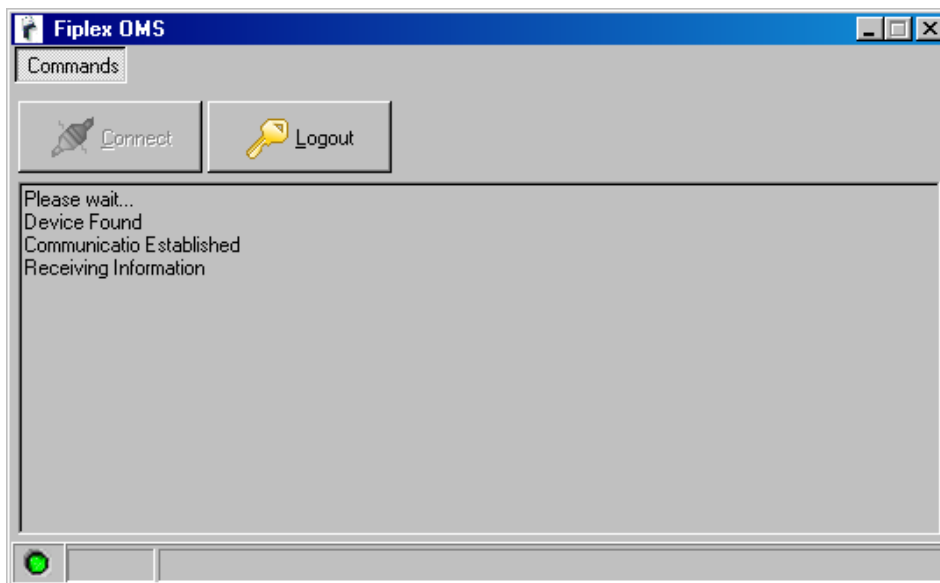 Fiplex OMS
Commands
Connect
Logout
Please wait...
Device Found
Communicatio Established
Receiving Information